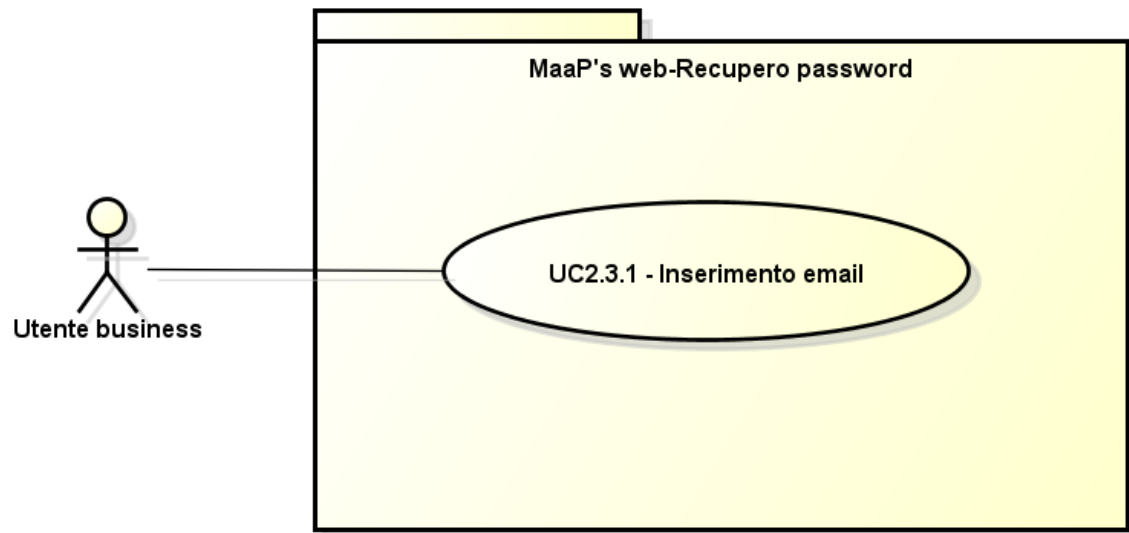 MaaP's web-Recupero password
UC2.3.1 - Inserimento email
Utente business